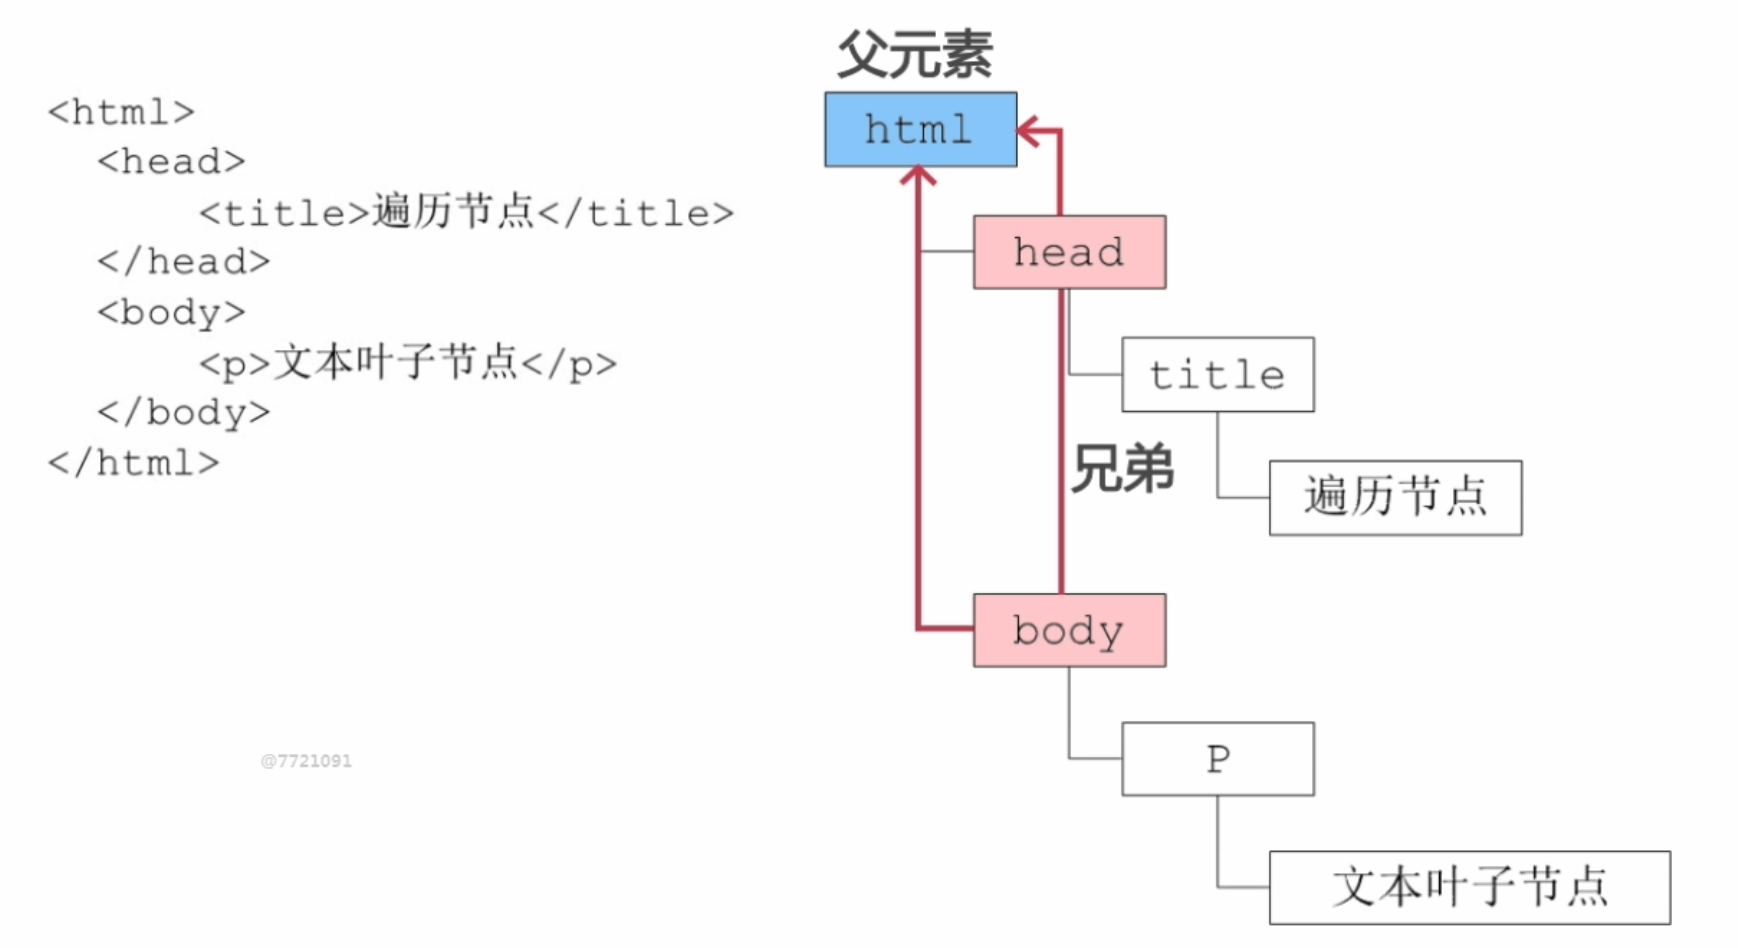 <html>
<head>
<title>遍历节点</title>
</head>
<body>
<p>文本叶子节点</p>
</body>
</html>
父元素
html
head
title
兄弟
遍历节点
body
P
文本叶子节点
@7721091